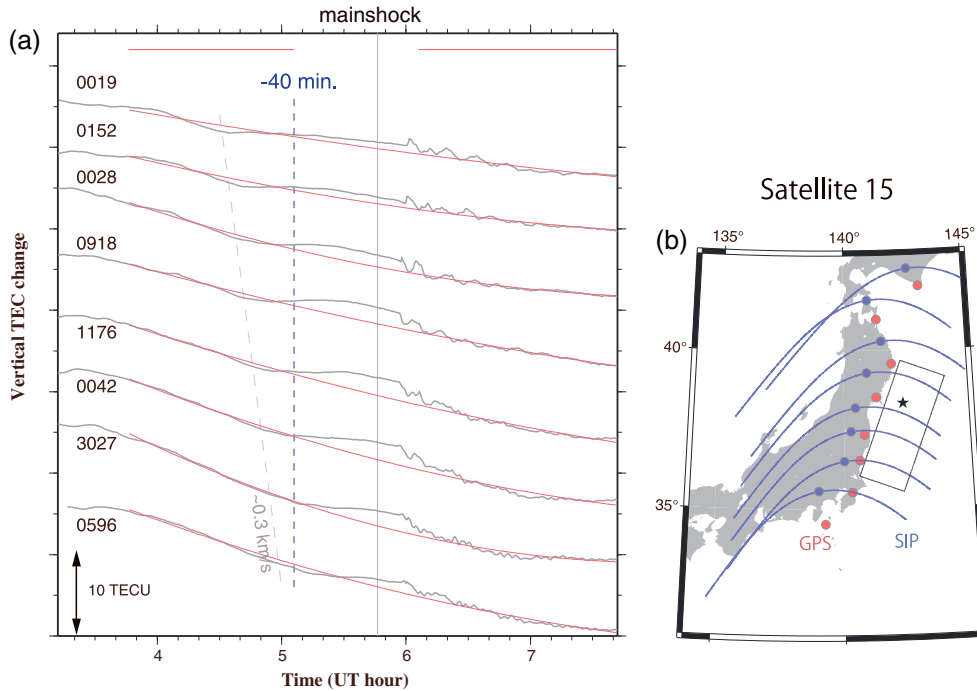 mainshock
(a)
-40 min.
0019
0152
0028
0918
1176
0042
3027
0596
~0.3 km/s
10 TECU
Vertical TEC change
4 5 6 7
Time (UT hour)
Satellite 15
(b)
135° 140° 145°
40°
35°
GPS
SIP